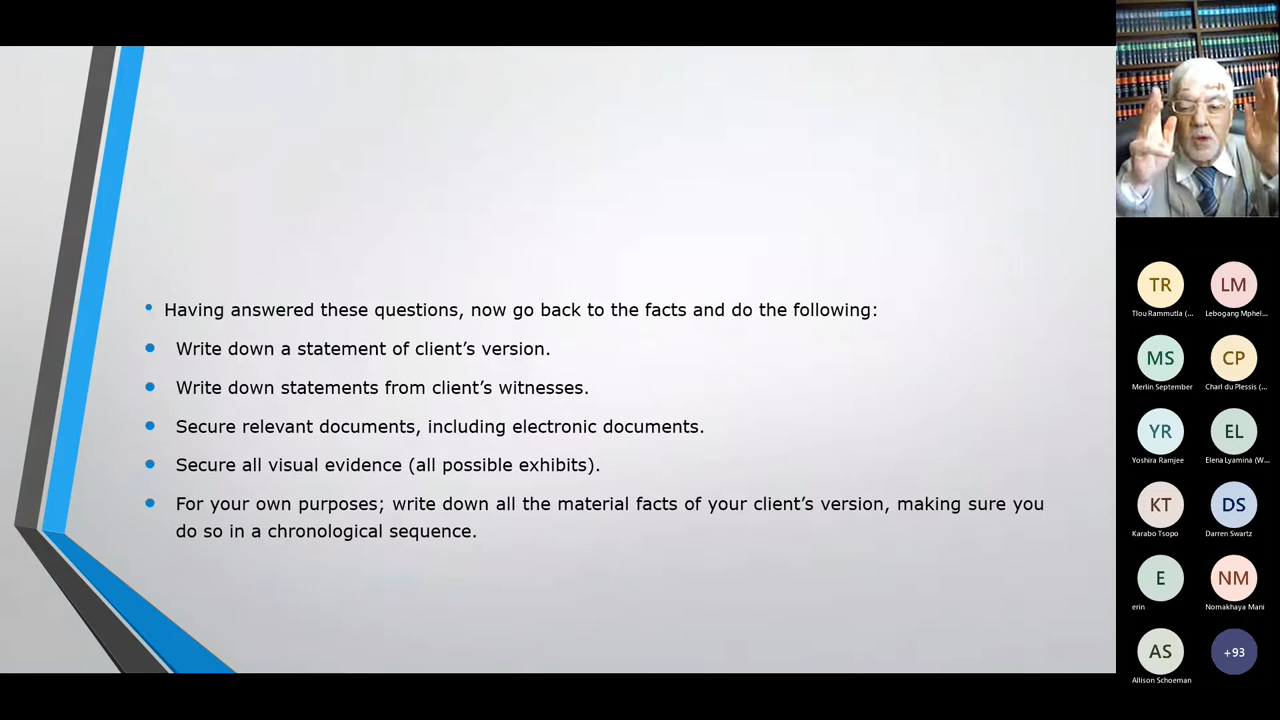 Having answered these questions, now go back to the facts and do the following:
Write down a statement of client’s version.
Write down statements from client’s witnesses.
Secure relevant documents, including electronic documents.
Secure all visual evidence (all possible exhibits).
For your own purposes; write down all the material facts of your client’s version, making sure you
do so in a chronological sequence.
TR
LM
Tlou Rammutla (...
Lebogang Mphel...
MS
CP
Merlin September
Charl du Plessis (...
YR
EL
Yoshira Ramjee
Elena Lyamina (W...
KT
DS
Karabo Tsopo
Darren Swartz
E
NM
erin
Nomakhaya Mani
AS
+93
Allison Schoeman